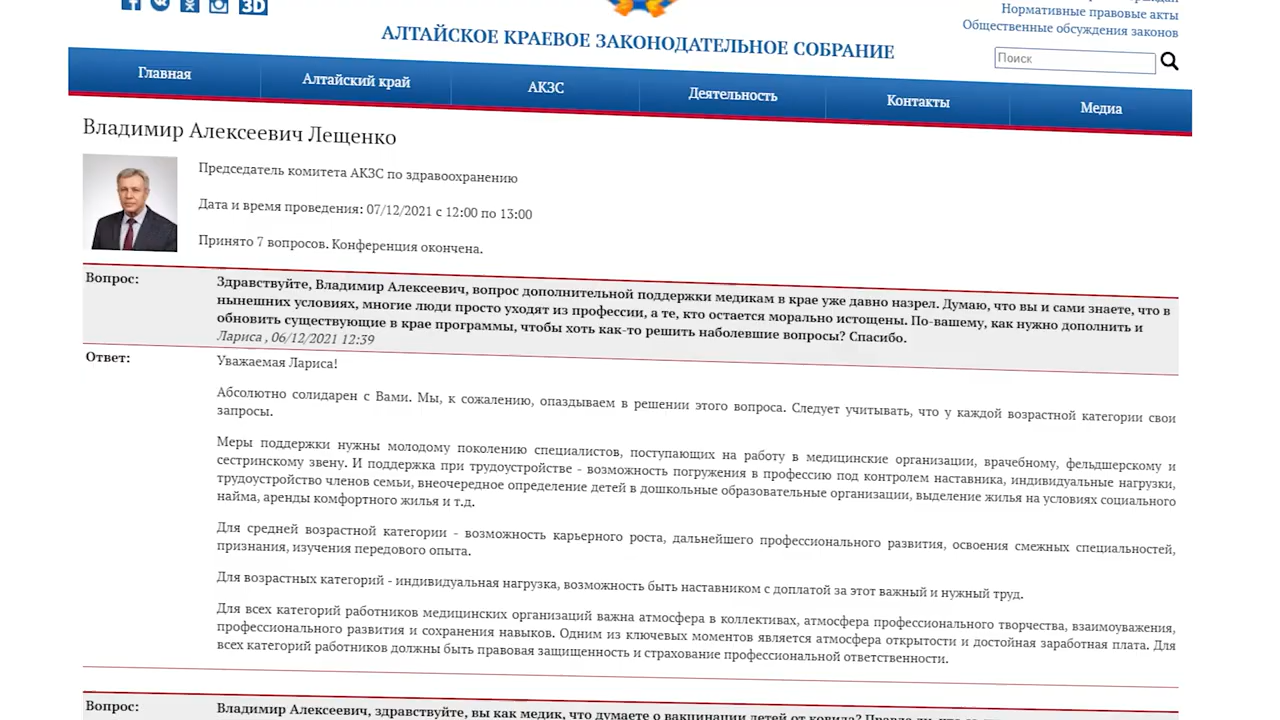 3D
Нормативные правовые акты
Общественные обсуждения законов
АЛТАЙСКОЕ КРАЕВОЕ ЗАКОНОДАТЕЛЬНОЕ СОБРАНИЕ
Поиск
Главная
Алтайский край
АКЗС
Деятельность
Контакты
Медиа
Владимир Алексеевич Лещенко
Председатель комитета АКЗС по здравоохранению
Дата и время проведения: 07/12/2021 с 12:00 по 13:00
Принято 7 вопросов. Конференция окончена.
Вопрос:
Здравствуйте, Владимир Алексеевич, вопрос дополнительной поддержки медикам в крае уже давно назрел. Думаю, что вы и сами знаете, что в
нынешних условиях, многие люди просто уходят из профессии, а те, кто остается морально истощены. По-вашему, как нужно дополнить и
обновить существующие в крае программы, чтобы хоть как-то решить наболевшие вопросы? Спасибо.
Лариса , 06/12/2021 12:39
Ответ:
Уважаемая Лариса!
Абсолютно солидарен с Вами. Мы, к сожалению, опаздываем в решении этого вопроса. Следует учитывать, что у каждой возрастной категории свои
запросы.
Меры поддержки нужны молодому поколению специалистов, поступающих на работу в медицинские организации, врачебному, фельдшерскому и
сестринскому звену. И поддержка при трудоустройстве - возможность погружения в профессию под контролем наставника, индивидуальные нагрузки,
трудоустройство членов семьи, внеочередное определение детей в дошкольные образовательные организации, выделение жилья на условиях социального
найма, аренды комфортного жилья и т.д.
Для средней возрастной категории - возможность карьерного роста, дальнейшего профессионального развития, освоения смежных специальностей,
признания, изучения передового опыта.
Для возрастных категорий - индивидуальная нагрузка, возможность быть наставником с доплатой за этот важный и нужный труд.
Для всех категорий работников медицинских организаций важна атмосфера в коллективах, атмосфера профессионального творчества, взаимоуважения,
профессионального развития и сохранения навыков. Одним из ключевых моментов является атмосфера открытости и достойная заработная плата. Для
всех категорий работников должны быть правовая защищенность и страхование профессиональной ответственности.
Вопрос:
Владимир Алексеевич, здравствуйте, вы как медик, что думаете о вакцинации детей от ковида?